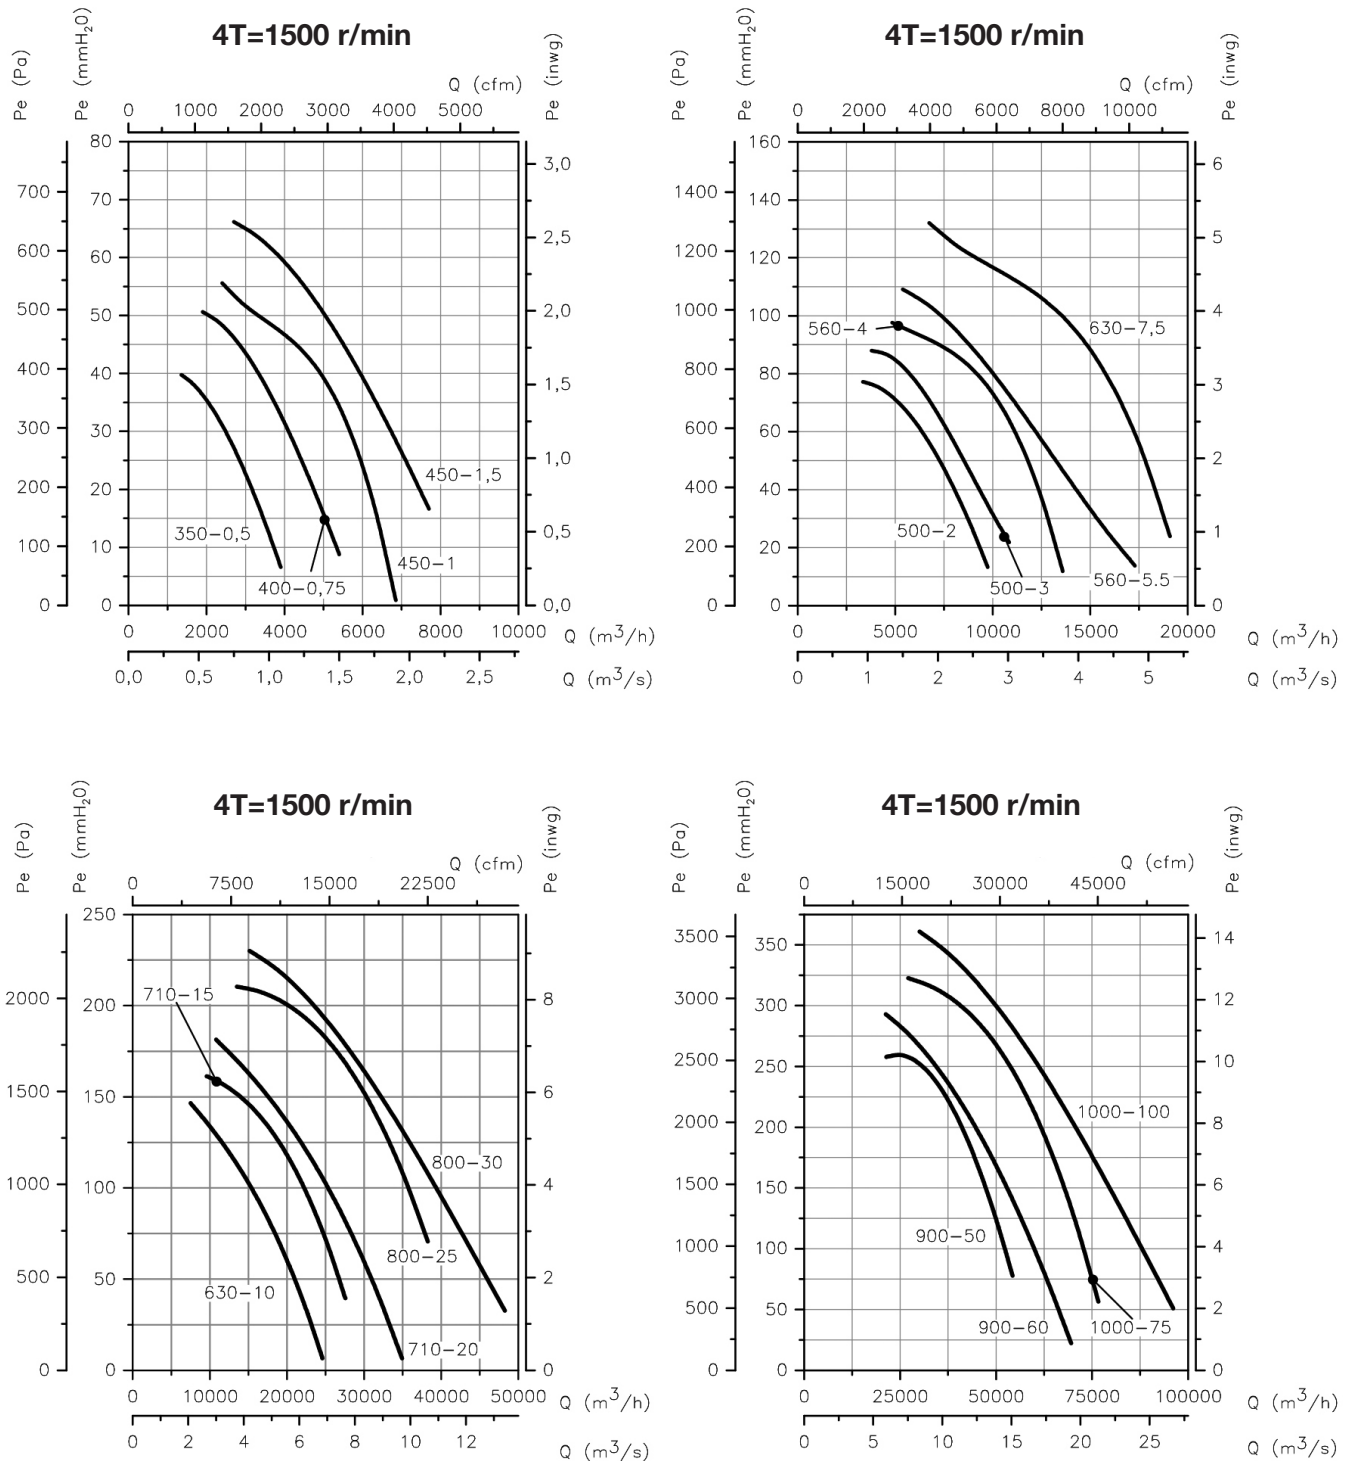 4T=1500 r/min
Pe (Pa)
Pe (mmH₂O)
Pe (inwg)
Q (cfm)
0 1000 2000 3000 4000 5000
80 3,0
700 70
600 60 2,5
500 50 2,0
400 40 1,5
300 30
200 20 1,0
100 10 0,5
0 0 0,0
450-1,5
350-0,5
450-1
400-0,75
0 2000 4000 6000 8000 10000 Q (m³/h)
0,0 0,5 1,0 1,5 2,0 2,5 Q (m³/s)
4T=1500 r/min
Pe (Pa)
Pe (mmH₂O)
Pe (inwg)
Q (cfm)
0 2000 4000 6000 8000 10000
160 6
1400 140
1200 120 5
1000 100 4
800 80 3
600 60
400 40 2
200 20 1
0 0 0
560-4
630-7,5
500-2
500-3
560-5.5
0 5000 10000 15000 20000 Q (m³/h)
0 1 2 3 4 5 Q (m³/s)
4T=1500 r/min
Pe (Pa)
Pe (mmH₂O)
Pe (inwg)
Q (cfm)
0 7500 15000 22500
250
2000 200 8
1500 150 6
1000 100 4
500 50 2
0 0 0
710-15
800-30
800-25
630-10
710-20
0 10000 20000 30000 40000 50000 Q (m³/h)
0 2 4 6 8 10 12 Q (m³/s)
4T=1500 r/min
Pe (Pa)
Pe (mmH₂O)
Pe (inwg)
Q (cfm)
0 15000 30000 45000
3500 350 14
3000 300 12
2500 250 10
2000 200 8
1500 150 6
1000 100 4
500 50 2
0 0 0
1000-100
900-50
900-60
1000-75
0 25000 50000 75000 100000 Q (m³/h)
0 5 10 15 20 25 Q (m³/s)